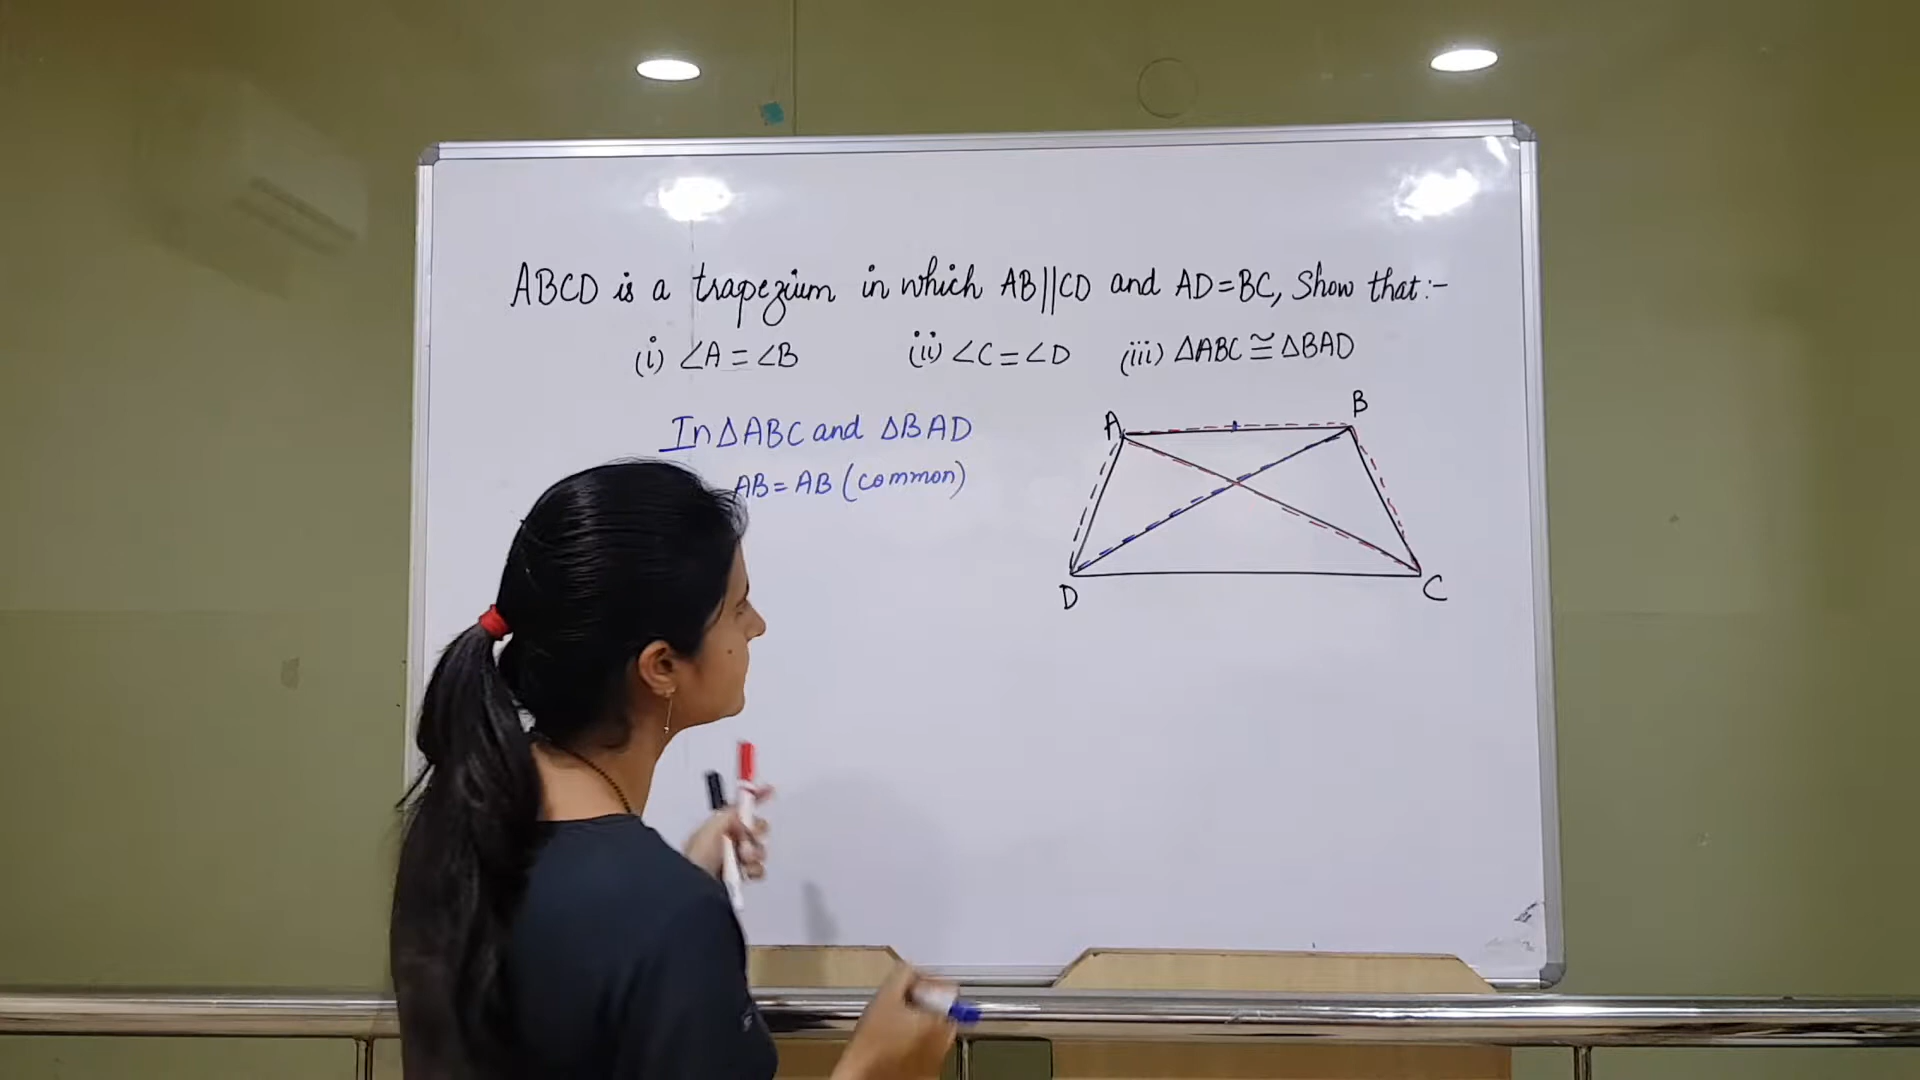 ABCD is a trapezium in which AB||CD and AD=BC, Show that:-
(i) ∠A=∠B (ii) ∠C=∠D (iii) ΔABC≅ΔBAD
In ΔABC and ΔBAD
AB=AB (common)
A
B
D
C